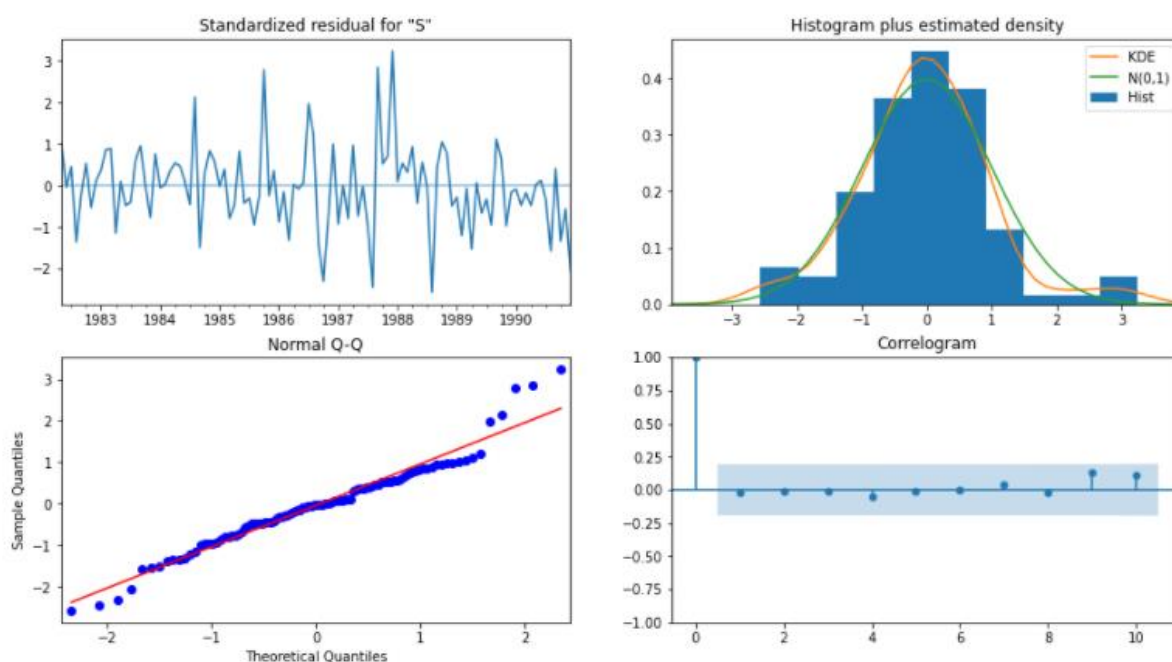 Standardized residual for "S"
3
2
1
0
−1
−2
1983 1984 1985 1986 1987 1988 1989 1990
Histogram plus estimated density
KDE
N(0,1)
Hist
0.4
0.3
0.2
0.1
0.0
−3 −2 −1 0 1 2 3
Normal Q-Q
Sample Quantiles
3
2
1
0
−1
−2
−2 −1 0 1 2
Theoretical Quantiles
Correlogram
1.00
0.75
0.50
0.25
0.00
−0.25
−0.50
−0.75
−1.00
0 2 4 6 8 10